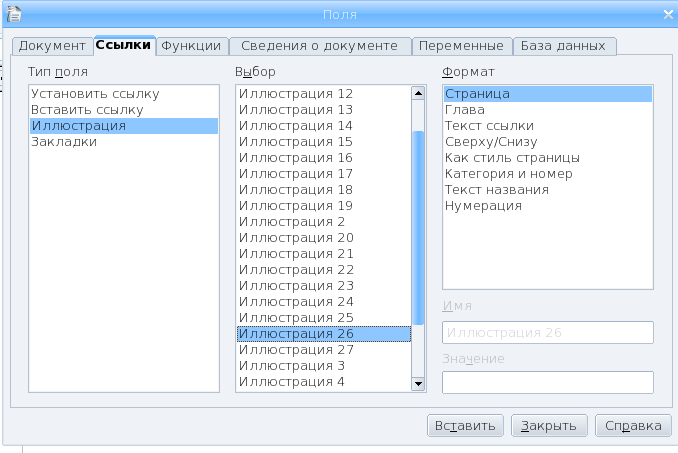 Поля
Документ Ссылки Функции Сведения о документе Переменные База данных
Тип поля
Установить ссылку
Вставить ссылку
Иллюстрация
Закладки
Выбор
Иллюстрация 12
Иллюстрация 13
Иллюстрация 14
Иллюстрация 15
Иллюстрация 16
Иллюстрация 17
Иллюстрация 18
Иллюстрация 19
Иллюстрация 2
Иллюстрация 20
Иллюстрация 21
Иллюстрация 22
Иллюстрация 23
Иллюстрация 24
Иллюстрация 25
Иллюстрация 26
Иллюстрация 27
Иллюстрация 3
Иллюстрация 4
Формат
Страница
Глава
Текст ссылки
Сверху/Снизу
Как стиль страницы
Категория и номер
Текст названия
Нумерация
Имя
Иллюстрация 26
Значение
Вставить Закрыть Справка